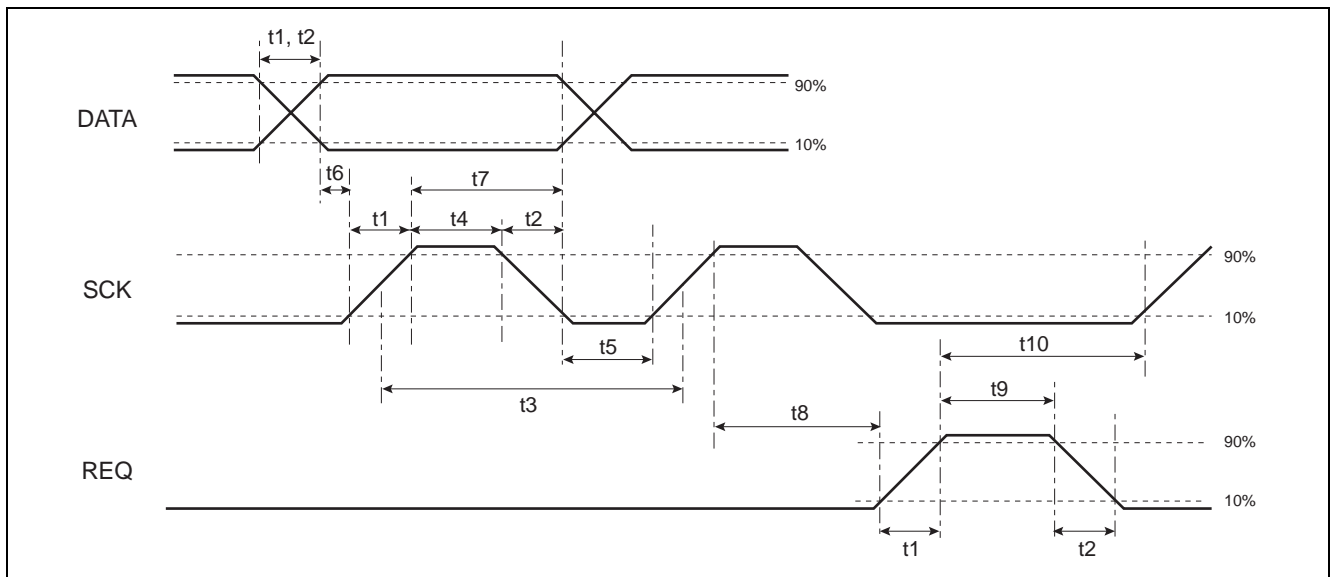 t1, t2
90%
DATA
10%
t6
t7
t1
t4
t2
90%
SCK
10%
t5
t10
t3
t9
t8
90%
REQ
10%
t1
t2